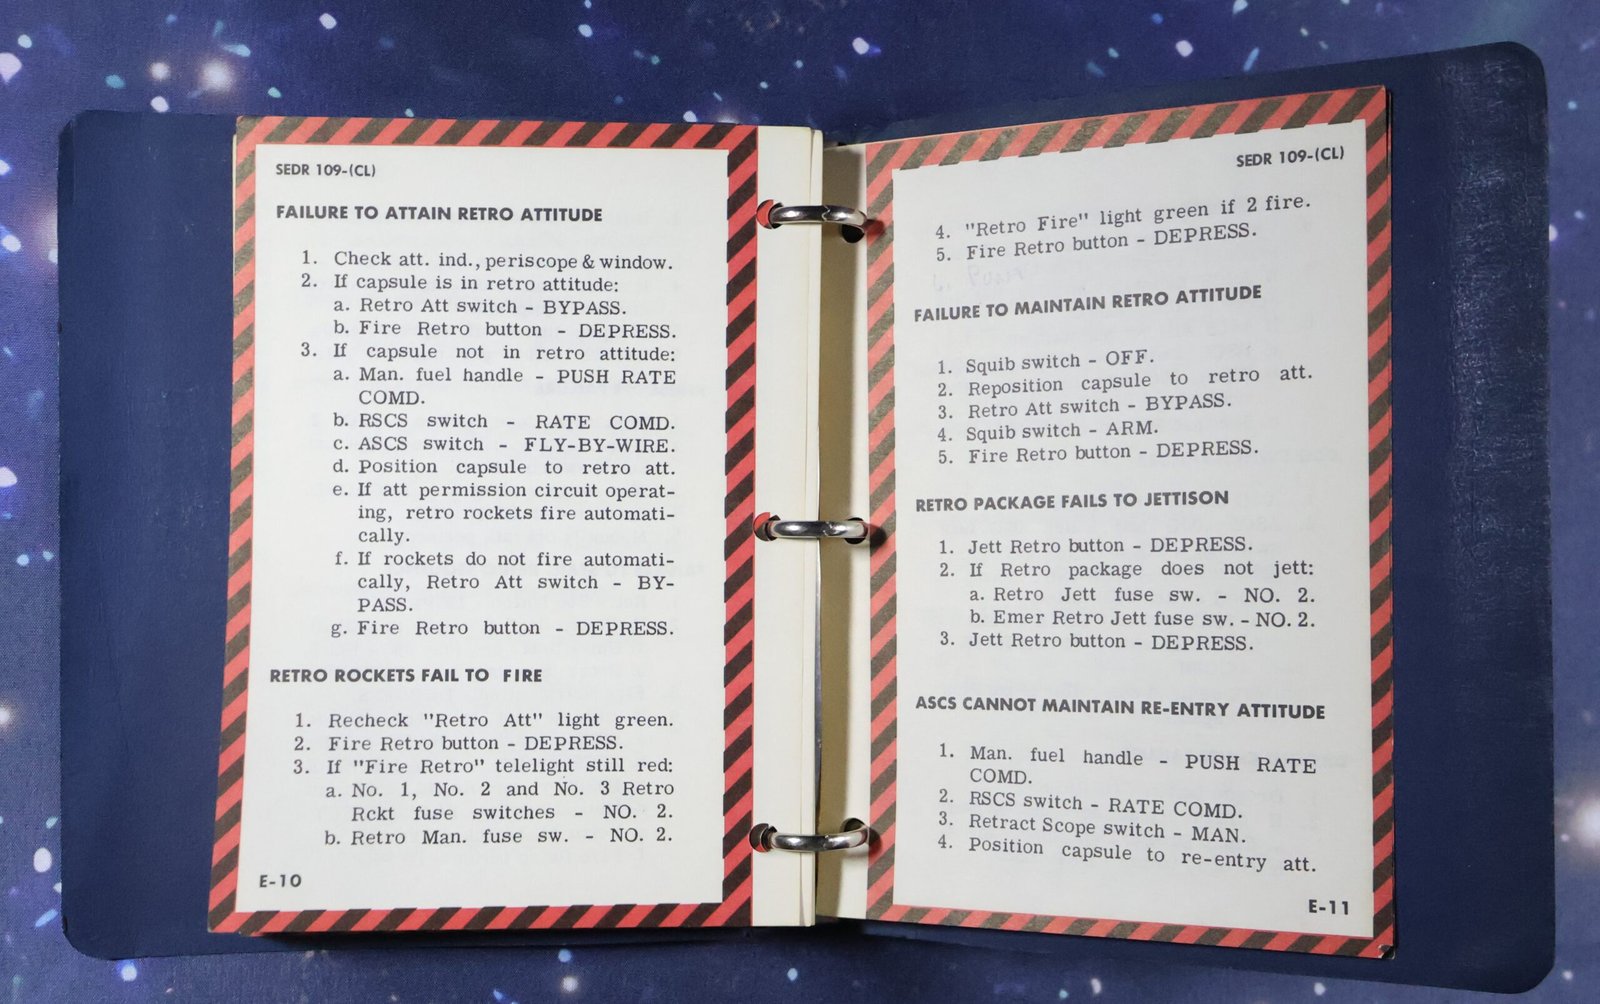 SEDR 109-(CL)
FAILURE TO ATTAIN RETRO ATTITUDE
1. Check att. ind., periscope & window.
2. If capsule is in retro attitude:
a. Retro Att switch - BYPASS.
b. Fire Retro button - DEPRESS.
3. If capsule not in retro attitude:
a. Man. fuel handle - PUSH RATE
COMD.
b. RSCS switch - RATE COMD.
c. ASCS switch - FLY-BY-WIRE.
d. Position capsule to retro att.
e. If att permission circuit operat-
ing, retro rockets fire automati-
cally.
f. If rockets do not fire automati-
cally, Retro Att switch - BY-
PASS.
g. Fire Retro button - DEPRESS.
RETRO ROCKETS FAIL TO FIRE
1. Recheck "Retro Att" light green.
2. Fire Retro button - DEPRESS.
3. If "Fire Retro" telelight still red:
a. No. 1, No. 2 and No. 3 Retro
Rckt fuse switches - NO. 2.
b. Retro Man. fuse sw. - NO. 2.
E-10
SEDR 109-(CL)
4. "Retro Fire" light green if 2 fire.
5. Fire Retro button - DEPRESS.
FAILURE TO MAINTAIN RETRO ATTITUDE
1. Squib switch - OFF.
2. Reposition capsule to retro att.
3. Retro Att switch - BYPASS.
4. Squib switch - ARM.
5. Fire Retro button - DEPRESS.
RETRO PACKAGE FAILS TO JETTISON
1. Jett Retro button - DEPRESS.
2. If Retro package does not jett:
a. Retro Jett fuse sw. - NO. 2.
b. Emer Retro Jett fuse sw. - NO. 2.
3. Jett Retro button - DEPRESS.
ASCS CANNOT MAINTAIN RE-ENTRY ATTITUDE
1. Man. fuel handle - PUSH RATE
COMD.
2. RSCS switch - RATE COMD.
3. Retract Scope switch - MAN.
4. Position capsule to re-entry att.
E-11